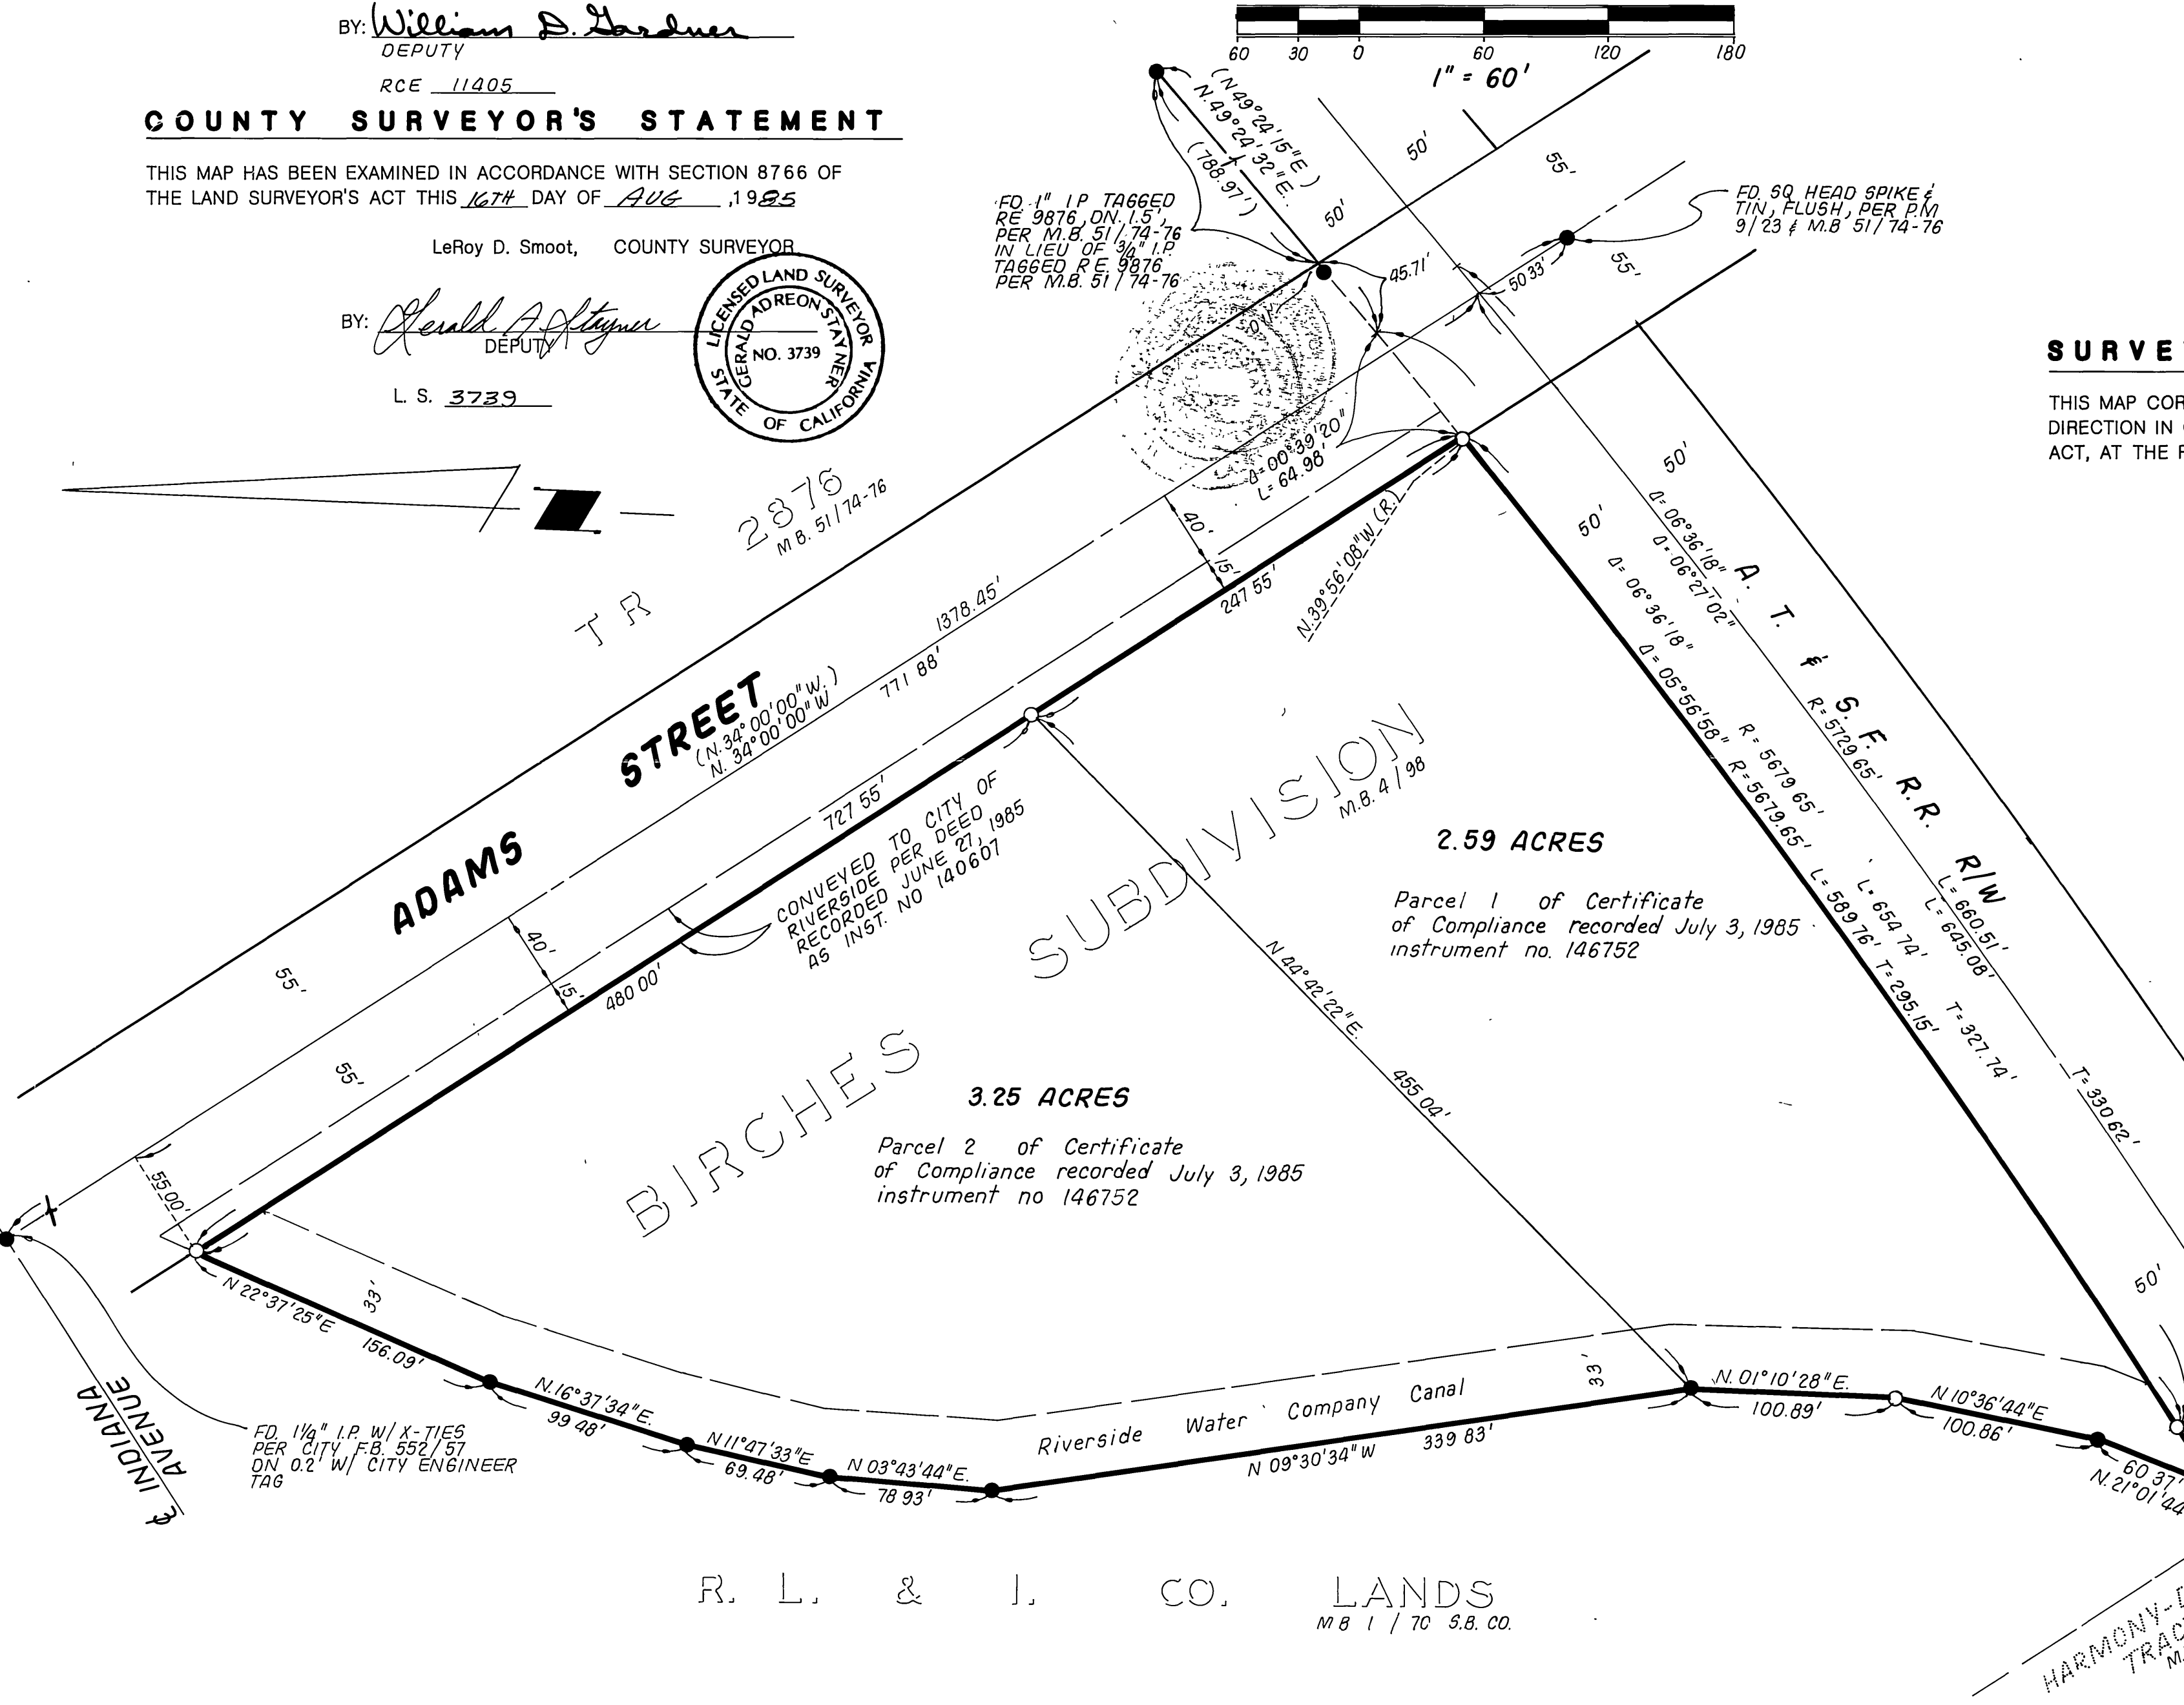 BY: William D. Gardner
DEPUTY
RCE 11405
COUNTY SURVEYOR'S STATEMENT
THIS MAP HAS BEEN EXAMINED IN ACCORDANCE WITH SECTION 8766 OF
THE LAND SURVEYOR'S ACT THIS 16TH DAY OF AUG ,1985
LeRoy D. Smoot, COUNTY SURVEYOR
BY: Gerald A. Stayner
DEPUTY
L. S. 3739
LICENSED LAND SURVEYOR
GERALD ADREON STAYNER
NO. 3739
STATE OF CALIFORNIA
60 30 0 60 120 180
1" = 60'
(N 49°24'15"E)
N.49°24'32"E.
(788.97')
FD. 1" I.P TAGGED
RE 9876, DN. 1.5',
PER M.B. 51/74-76
IN LIEU OF 3/4" I.P.
TAGGED R.E. 9876
PER M.B. 51/74-76
50'
50'
55'
55'
FD. SQ HEAD SPIKE &
TIN, FLUSH, PER P.M
9/23 & M.B 51/74-76
45.71'
50 33'
SURVE
THIS MAP COR
DIRECTION IN
ACT, AT THE
Δ=00°39'20"
L= 64.98'
N.39°56'08"W (R.)
TR 2876
M B. 51/74-76
ADAMS STREET
(N.34°00'00"W.)
N. 34°00'00"W
1378.45'
771 88'
40'
15'
247 55'
727 55'
CONVEYED TO CITY OF
RIVERSIDE PER DEED
RECORDED JUNE 27, 1985
AS INST. NO 140607
40'
15'
480 00'
55'
55'
55.00'
50'
50'
Δ= 06°36'18"
Δ= 06°27'02"
Δ= 06°36'18"
Δ= 05°56'58"
A. T. & S. F. R.R. R/W
R=5729.65'
R= 5679 65'
R=5679.65'
L= 660.51'
L= 645.08'
L= 654 74'
L= 589 76'
T= 295.15'
T= 327.74'
T= 330 62'
50'
BIRCHES SUBDIVISION
M.B. 4/98
2.59 ACRES
Parcel 1 of Certificate
of Compliance recorded July 3, 1985
instrument no. 146752
N 44°42'22"E.
455 04'
3.25 ACRES
Parcel 2 of Certificate
of Compliance recorded July 3, 1985
instrument no 146752
℄ INDIANA
AVENUE
FD. 1¼" I.P. W/ X-TIES
PER CITY F.B. 552/57
DN 0.2' W/ CITY ENGINEER
TAG
N 22°37'25"E
156.09'
33'
N.16°37'34"E.
99 48'
N 11°47'33"E
69.48'
N 03°43'44"E.
78 93'
Riverside Water Company Canal
N 09°30'34"W 339 83'
33'
N. 01°10'28"E.
100.89'
N 10°36'44"E
100.86'
60 37'
N.21°01'44
R. L. & I. CO. LANDS
M B 1 / 70 S.B. CO.
HARMONY-
TRAC
M.